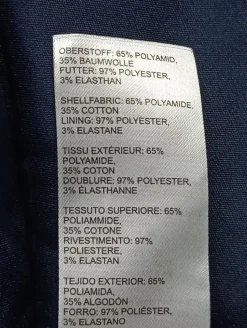 OBERSTOFF: 65% POLYAMID,
35% BAUMWOLLE
FUTTER: 97% POLYESTER,
3% ELASTHAN
SHELLFABRIC: 65% POLYAMIDE,
35% COTTON
LINING: 97% POLYESTER,
3% ELASTANE
TISSU EXTÉRIEUR: 65%
POLYAMIDE,
35% COTON
DOUBLURE: 97% POLYESTER,
3% ÉLASTHANNE
TESSUTO SUPERIORE: 65%
POLIAMMIDE,
35% COTONE
RIVESTIMENTO: 97%
POLIESTERE,
3% ELASTAN
TEJIDO EXTERIOR: 65%
POLIAMIDA,
35% ALGODÓN
FORRO: 97% POLIÉSTER,
3% ELASTANO